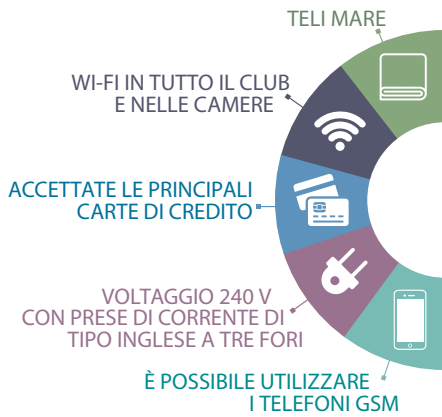 TELI MARE
WI-FI IN TUTTO IL CLUB
E NELLE CAMERE
ACCETTATE LE PRINCIPALI
CARTE DI CREDITO
VOLTAGGIO 240 V
CON PRESE DI CORRENTE DI
TIPO INGLESE A TRE FORI
È POSSIBILE UTILIZZARE
I TELEFONI GSM